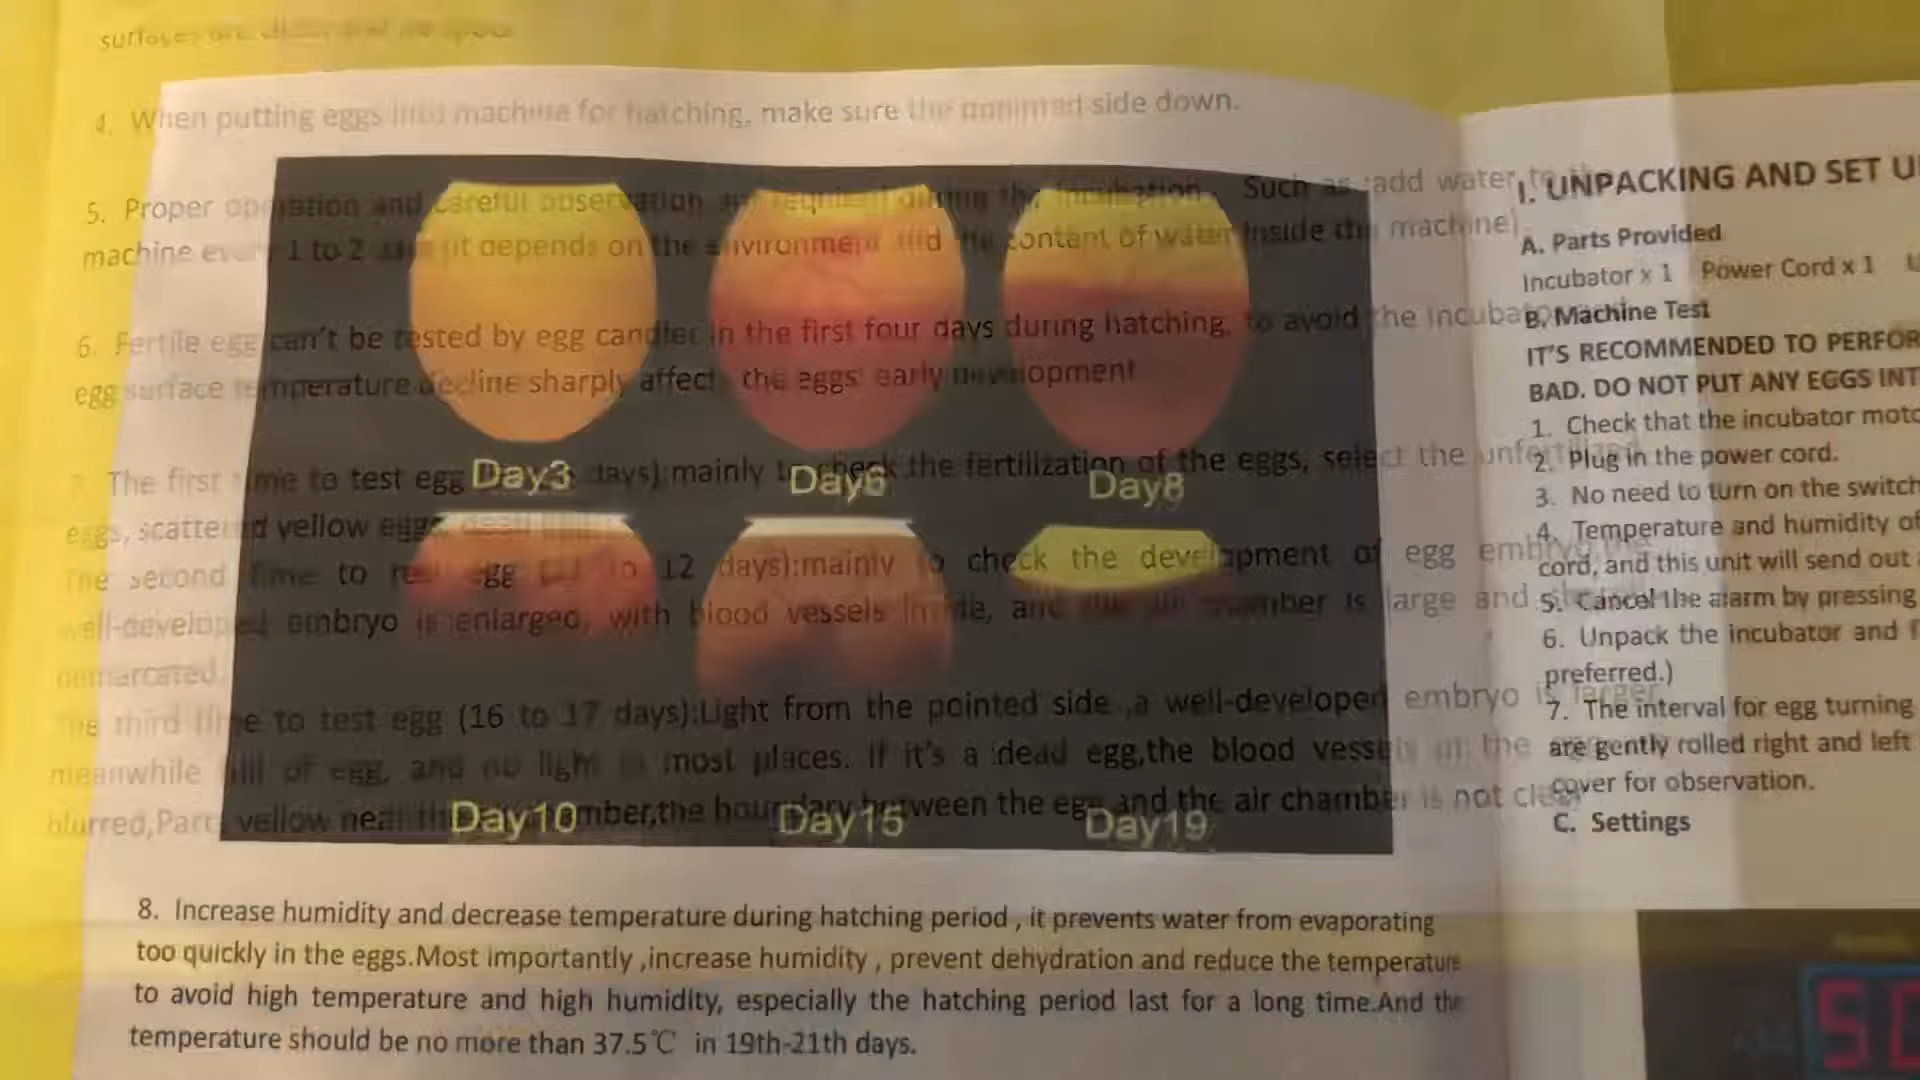 surfaces
4. When putting eggs into machine for hatching, make sure the side down.
5. Proper operation and careful observation are required during the incubation. Such as :add water to
machine every 1 to 2 (it depends on the environment and the content of water inside the machine)
6. Fertile egg can't be tested by egg candler in the first four days during hatching, to avoid the incubator
egg surface temperature decline sharply affect the eggs' early development
7. The first time to test egg days):mainly to check the fertilization of the eggs, select the unfertilized
eggs, scattered yellow eggs, dead
The second time to test egg 12 days):mainly to check the development of egg embryo
well-developed embryo is enlarged, with blood vessels inside, and the air chamber is large and
demarcated.
The third time to test egg (16 to 17 days):Light from the pointed side ,a well-developed embryo is larger
meanwhile fill of egg, and no light in most places. If it's a dead egg,the blood vessels in the
blurred,Part yellow near the chamber,the boundary between the egg and the air chamber is not clear
Day3 Day6 Day8
Day10 Day15 Day19
8. Increase humidity and decrease temperature during hatching period , it prevents water from evaporating
too quickly in the eggs.Most importantly ,increase humidity , prevent dehydration and reduce the temperature
to avoid high temperature and high humidity, especially the hatching period last for a long time.And the
temperature should be no more than 37.5℃ in 19th-21th days.
I. UNPACKING AND SET U
A. Parts Provided
Incubator x 1 Power Cord x 1
B. Machine Test
IT'S RECOMMENDED TO PERFOR
BAD. DO NOT PUT ANY EGGS INT
1. Check that the incubator moto
2. Plug in the power cord.
3. No need to turn on the switch
4. Temperature and humidity of
cord, and this unit will send out
5. Cancel the alarm by pressing
6. Unpack the incubator and f
preferred.)
7. The interval for egg turning
are gently rolled right and left
cover for observation.
C. Settings